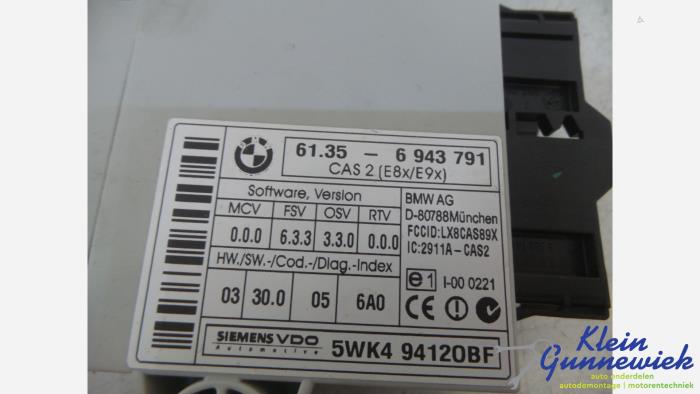 BMW
61.35 - 6 943 791
CAS 2 (E8x/E9x)
Software, Version
MCV FSV OSV RTV
0.0.0 6.3.3 3.3.0 0.0.0
HW./SW.-/Cod.-/Diag.-Index
03 30.0 05 6A0
BMW AG
D-80788München
FCCID:LX8CAS89X
IC:2911A-CAS2
e1 I-00 0221
CE
SIEMENS VDO
Automotive
5WK4 94120BF
Klein
Gunnewiek
auto onderdelen
autodemontage | motorentechniek